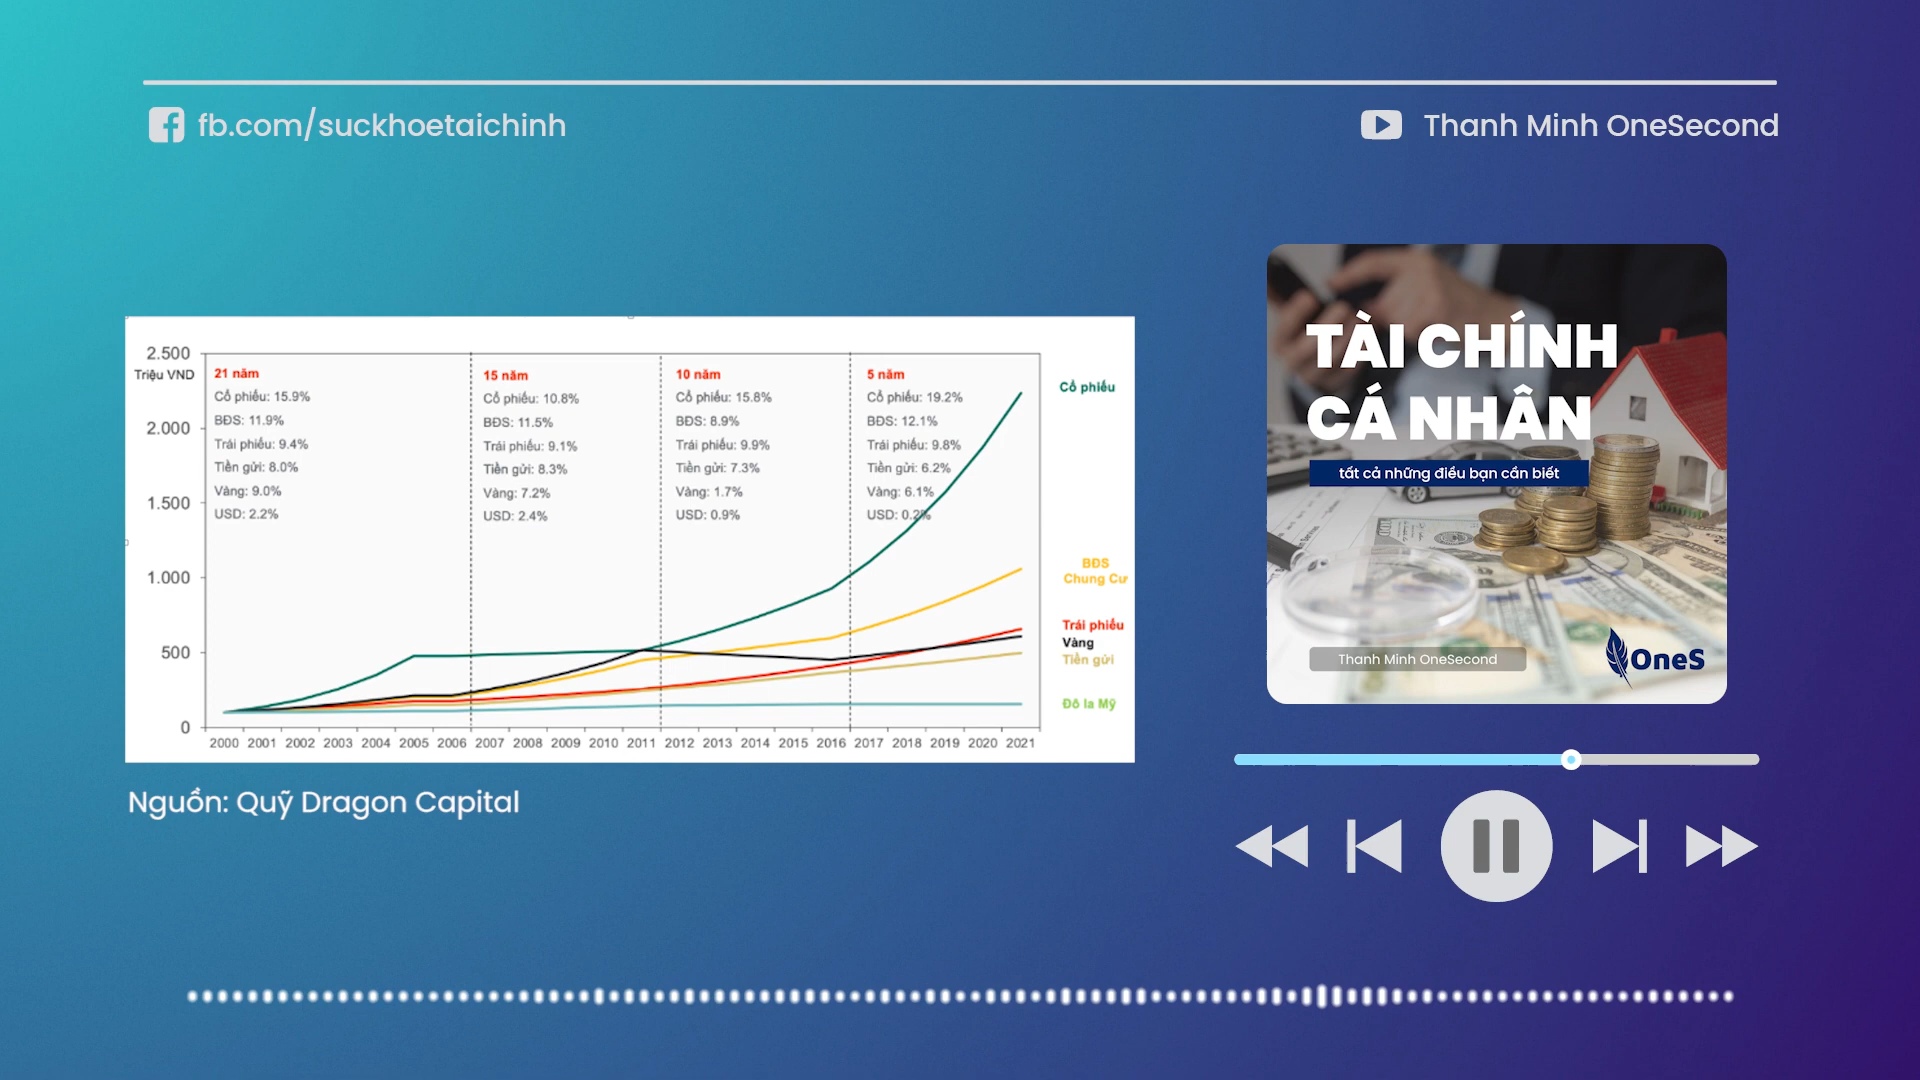 fb.com/suckhoetaichinh
Thanh Minh OneSecond
2.500
Triệu VND
2.000
1.500
1.000
500
0
21 năm
Cổ phiếu: 15.9%
BĐS: 11.9%
Trái phiếu: 9.4%
Tiền gửi: 8.0%
Vàng: 9.0%
USD: 2.2%
15 năm
Cổ phiếu: 10.8%
BĐS: 11.5%
Trái phiếu: 9.1%
Tiền gửi: 8.3%
Vàng: 7.2%
USD: 2.4%
10 năm
Cổ phiếu: 15.8%
BĐS: 8.9%
Trái phiếu: 9.9%
Tiền gửi: 7.3%
Vàng: 1.7%
USD: 0.9%
5 năm
Cổ phiếu: 19.2%
BĐS: 12.1%
Trái phiếu: 9.8%
Tiền gửi: 6.2%
Vàng: 6.1%
USD: 0.2%
Cổ phiếu
BĐS
Chung Cư
Trái phiếu
Vàng
Tiền gửi
Đô la Mỹ
2000 2001 2002 2003 2004 2005 2006 2007 2008 2009 2010 2011 2012 2013 2014 2015 2016 2017 2018 2019 2020 2021
Nguồn: Quỹ Dragon Capital
TÀI CHÍNH
CÁ NHÂN
tất cả những điều bạn cần biết
Thanh Minh OneSecond
OneS